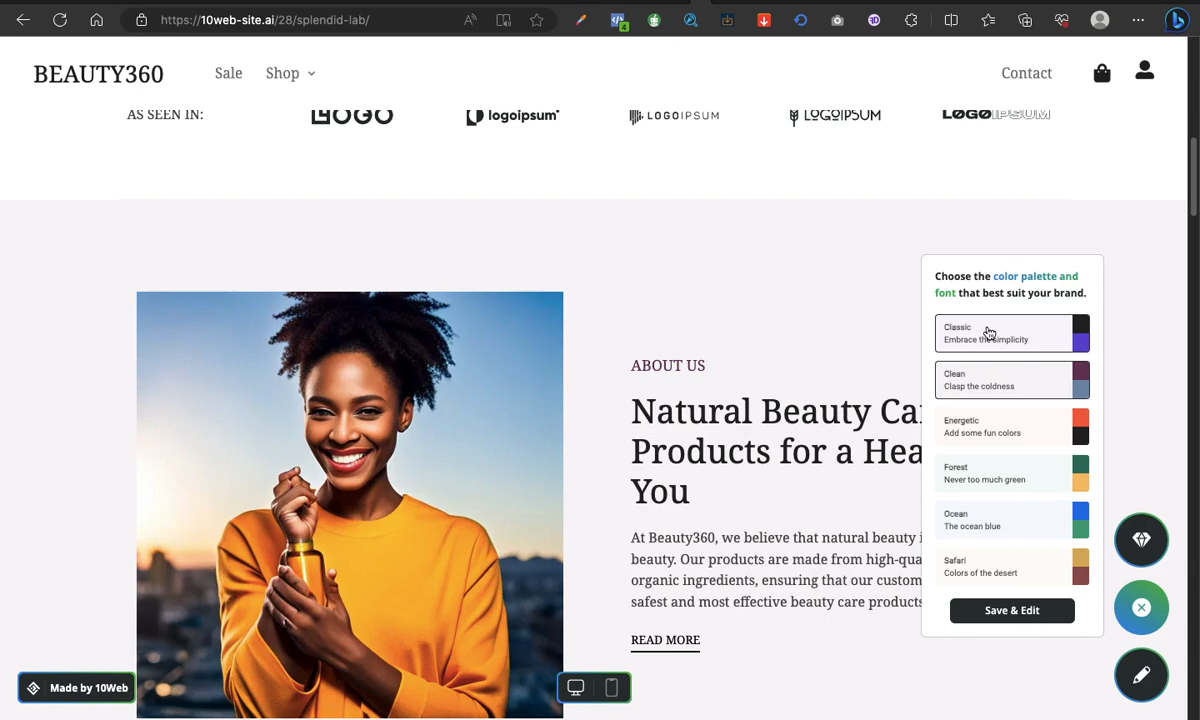 https://10web-site.ai/28/splendid-lab/
4
BEAUTY360
Sale
Shop
Contact
AS SEEN IN:
LOGO
logoipsum
LOGOIPSUM
LOGOIPSUM
LOGOIPSUM
ABOUT US
Natural Beauty Ca
Products for a Hea
You
At Beauty360, we believe that natural beauty i
beauty. Our products are made from high-qua
organic ingredients, ensuring that our custom
safest and most effective beauty care products
READ MORE
Choose the color palette and
font that best suit your brand.
Classic
Embrace the simplicity
Clean
Clasp the coldness
Energetic
Add some fun colors
Forest
Never too much green
Ocean
The ocean blue
Safari
Colors of the desert
Save & Edit
Made by 10Web